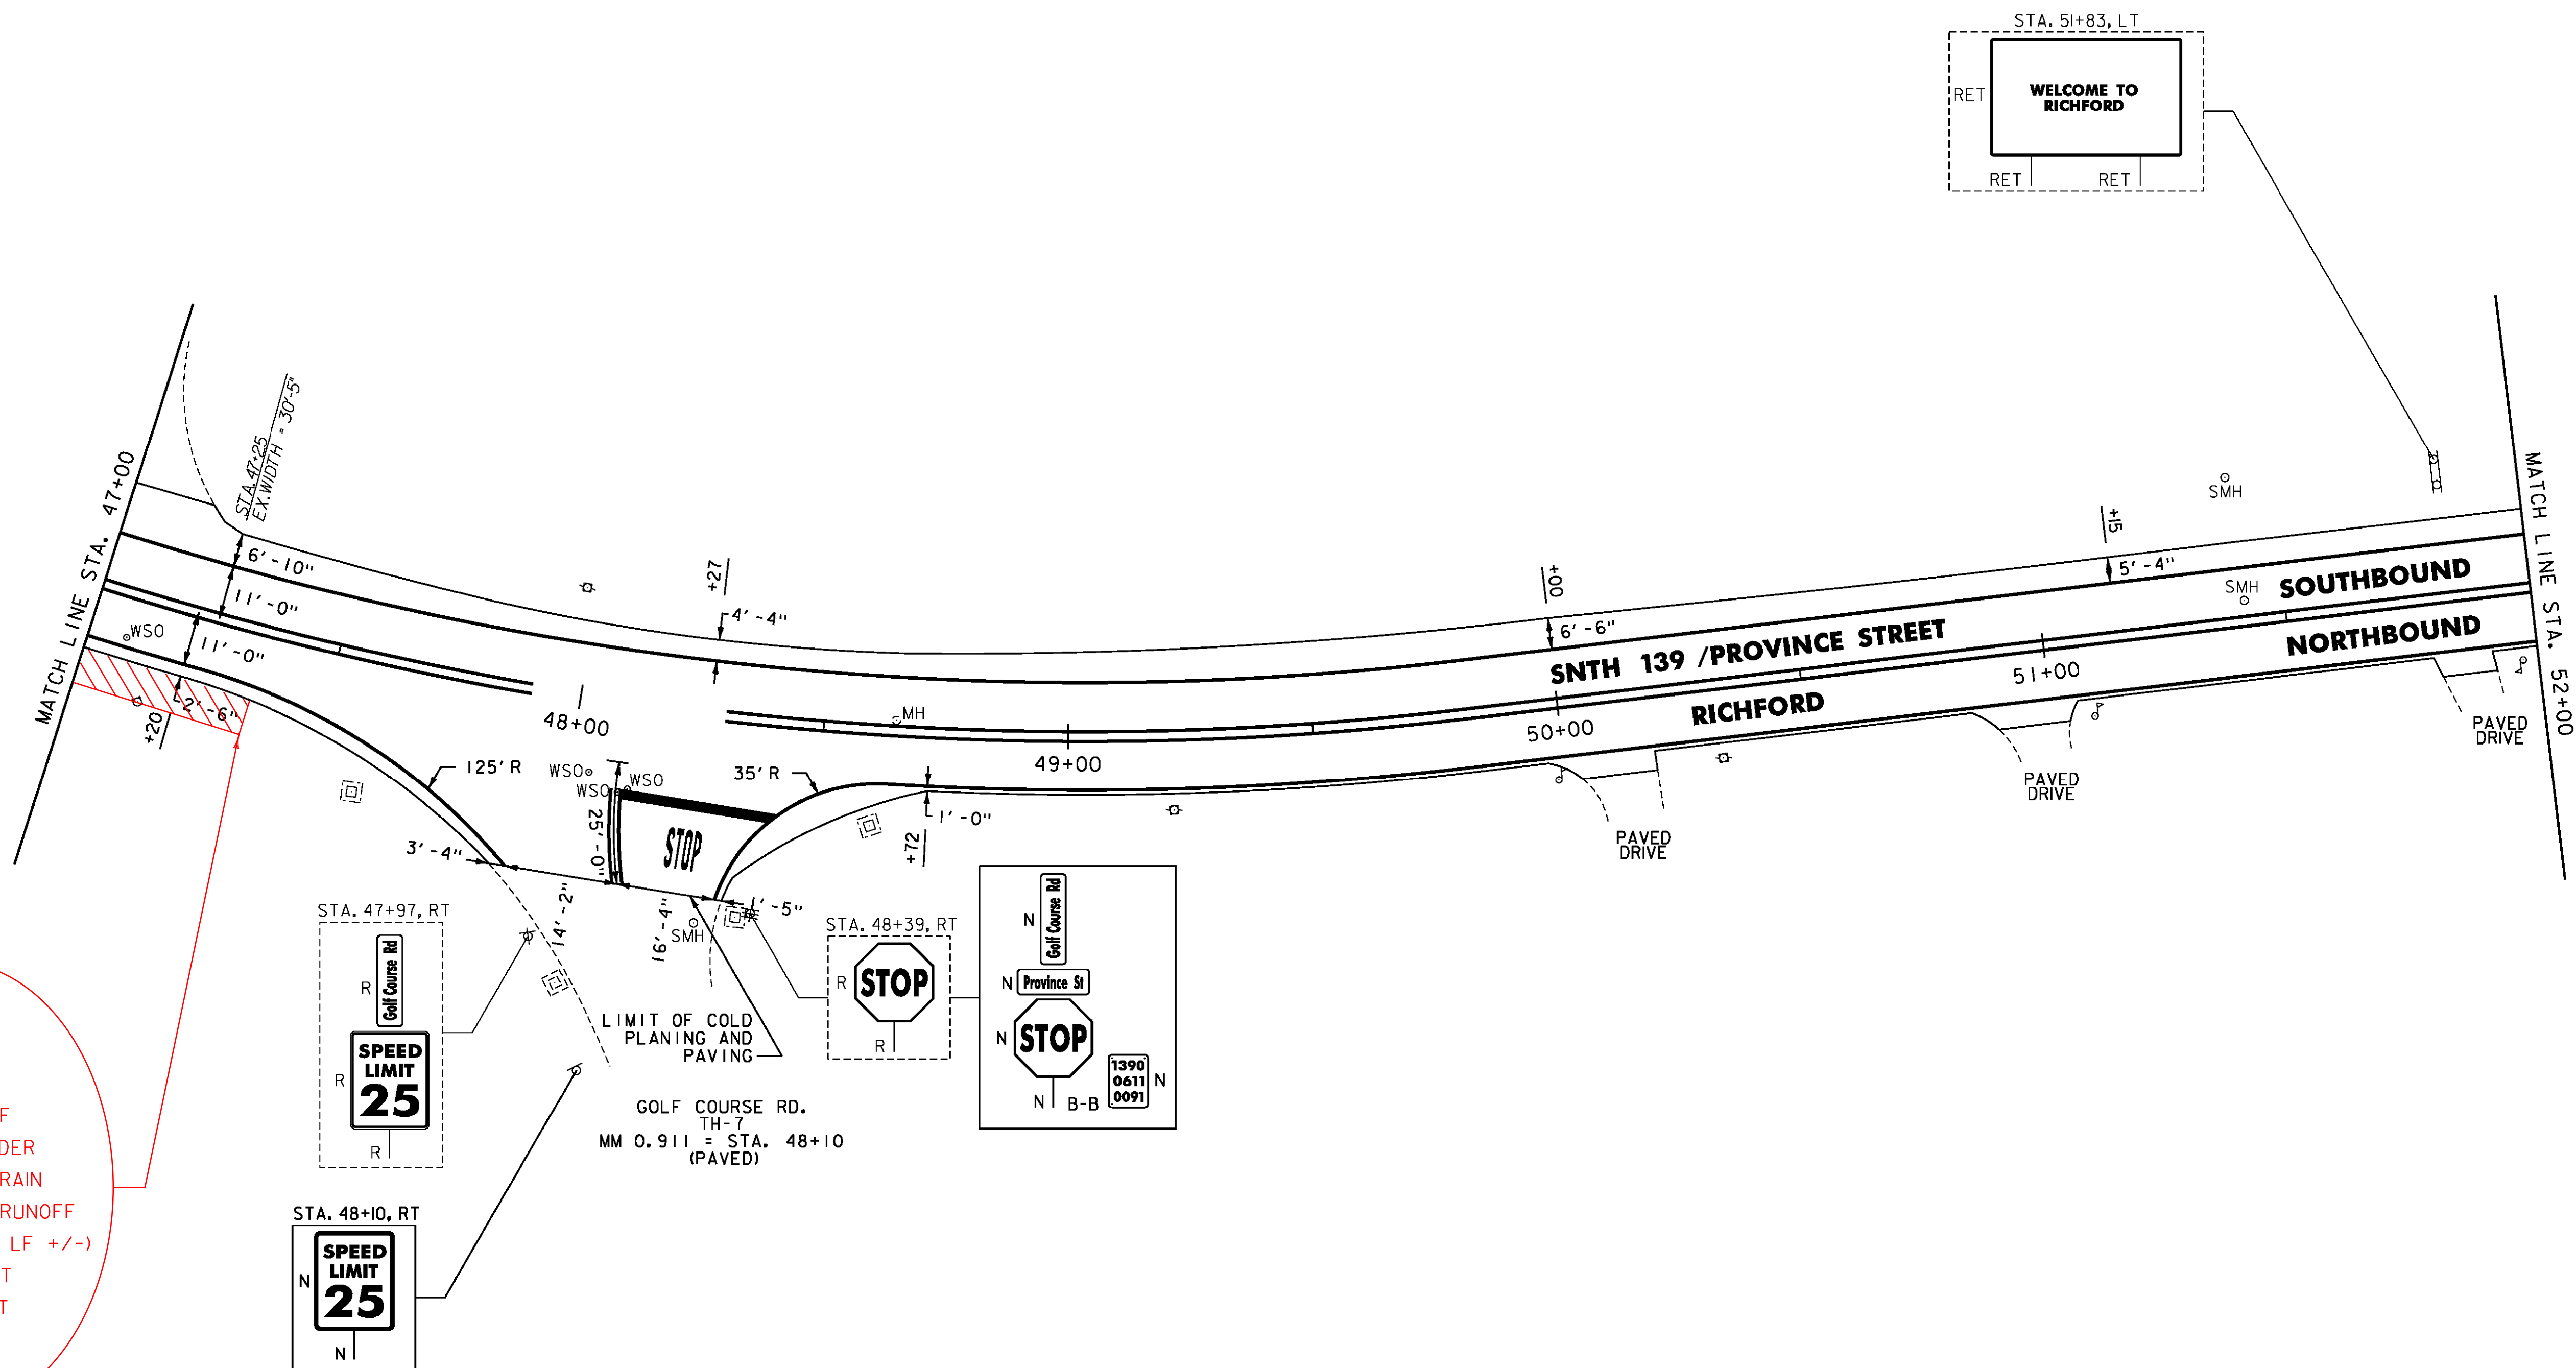 STA. 51+83, LT
RET
WELCOME TO
RICHFORD
RET
RET
MATCH LINE STA. 47+00
STA. 47+25
EX. WIDTH = 30'-5"
6'-10"
11'-0"
11'-0"
WSO
2'-6"
+20
+27
4'-4"
48+00
MH
49+00
+00
6'-6"
50+00
SNTH 139 /PROVINCE STREET
RICHFORD
51+00
+15
5'-4"
SMH
SMH
SOUTHBOUND
NORTHBOUND
MATCH LINE STA. 52+00
PAVED
DRIVE
PAVED
DRIVE
PAVED
DRIVE
125' R
WSO
WSO
WSO
35' R
25'-0"
STOP
1'-0"
+72
3'-4"
14'-2"
16'-4"
SMH
1'-5"
STA. 47+97, RT
R
Golf Course Rd
R
SPEED
LIMIT
25
R
LIMIT OF COLD
PLANING AND
PAVING
STA. 48+39, RT
R
STOP
R
N
Golf Course Rd
N
Province St
N
STOP
N
B-B
1390
0611
0091
N
GOLF COURSE RD.
TH-7
MM 0.911 = STA. 48+10
(PAVED)
STA. 48+10, RT
N
SPEED
LIMIT
25
N
F
DER
RAIN
RUNOFF
LF +/-)
T
T